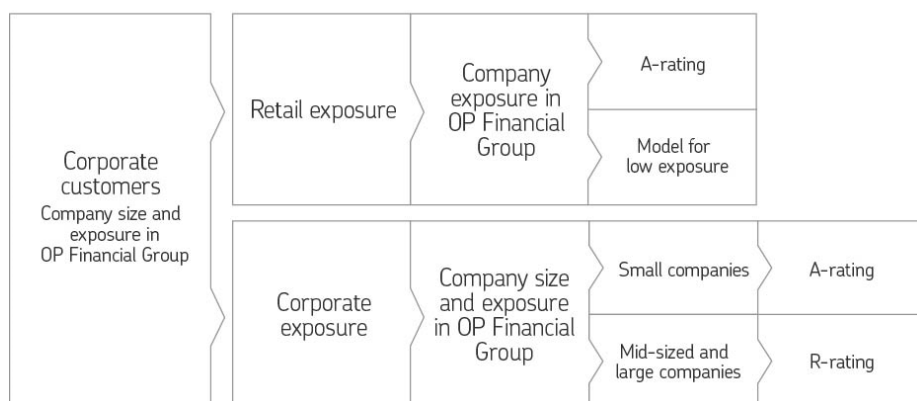 Corporate
customers
Company size and
exposure in
OP Financial Group
Retail exposure
Company
exposure in
OP Financial
Group
A-rating
Model for
low exposure
Corporate
exposure
Company size
and exposure
in OP Financial
Group
Small companies
A-rating
Mid-sized and
large companies
R-rating